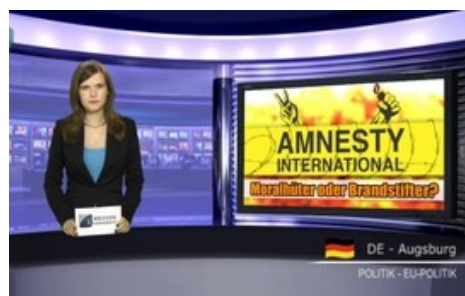 AMNESTY
INTERNATIONAL
Moralhüter oder Brandstifter?
DE - Augsburg
POLITIK - EU-POLITIK